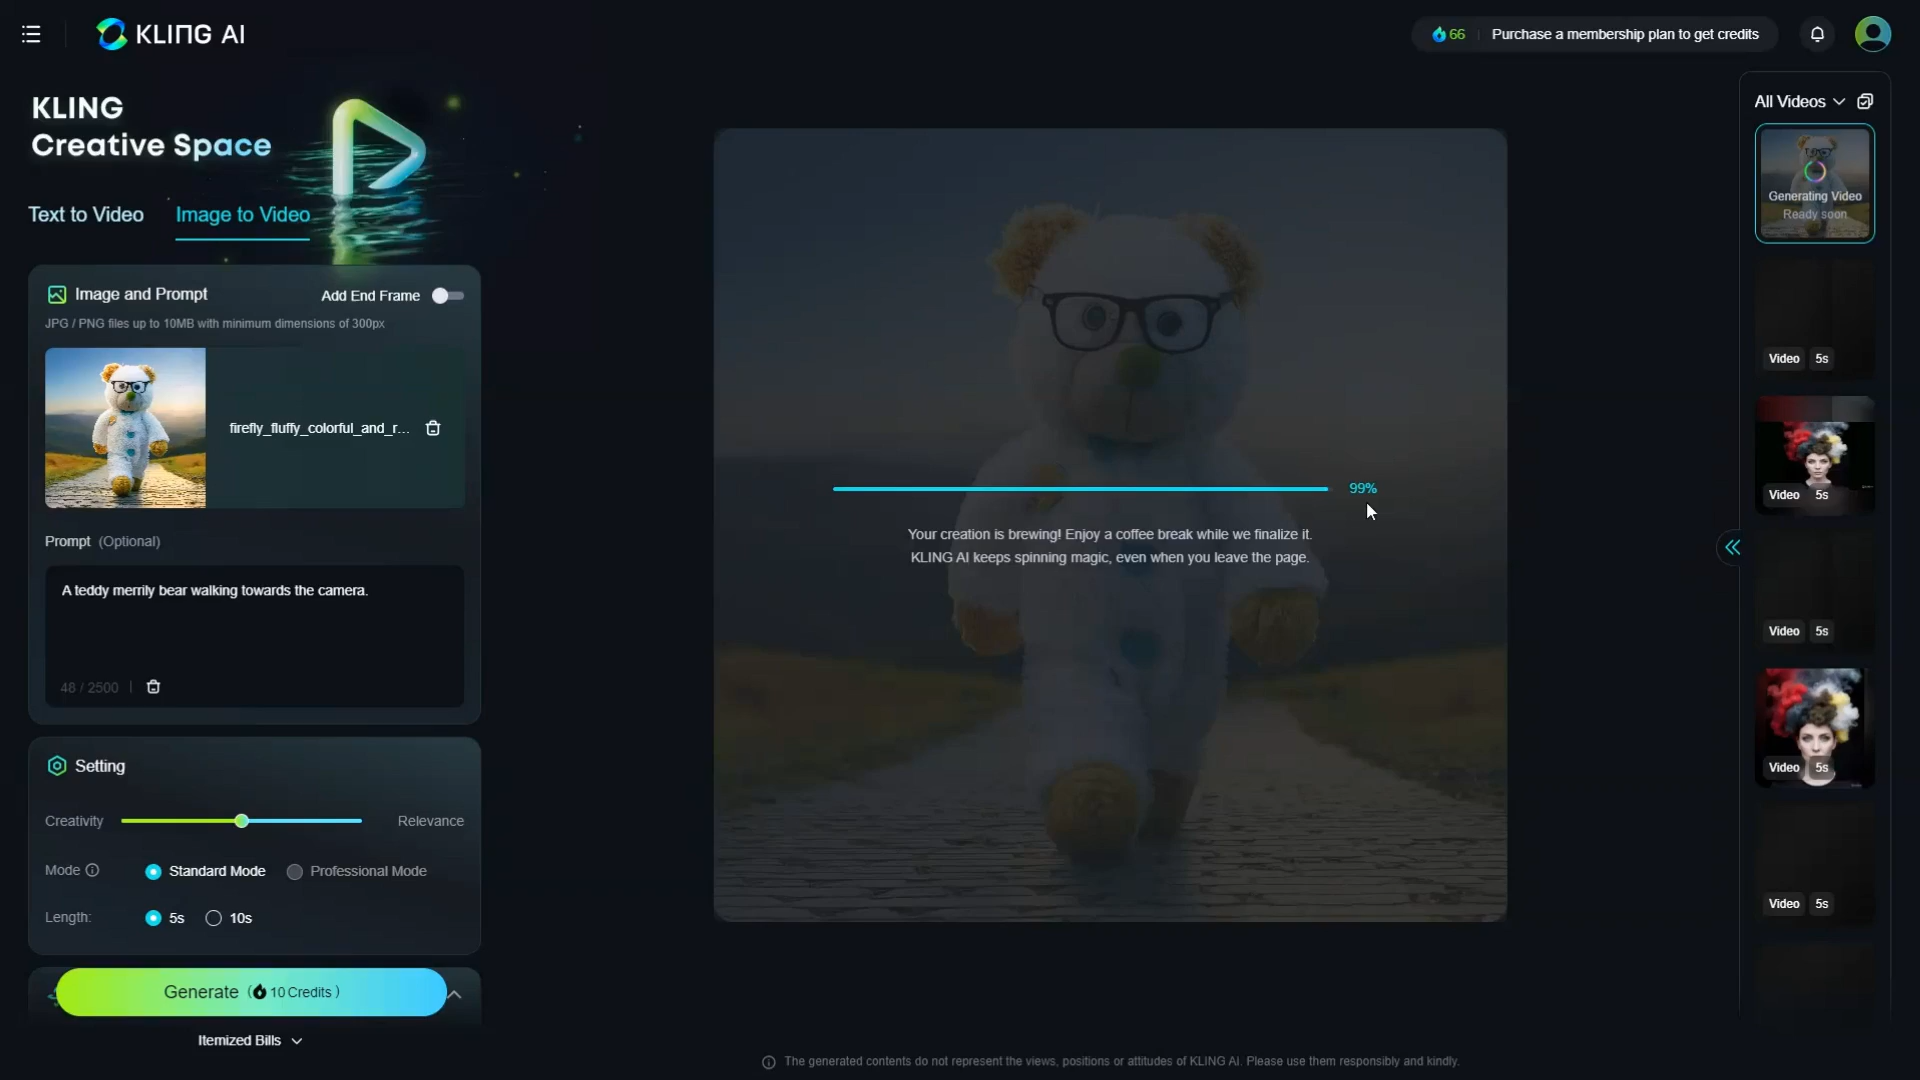 KLING AI
66
Purchase a membership plan to get credits
KLING
Creative Space
Text to Video
Image to Video
Image and Prompt
Add End Frame
JPG / PNG files up to 10MB with minimum dimensions of 300px
firefly_fluffy_colorful_and_r...
Prompt (Optional)
A teddy merrily bear walking towards the camera.
48 / 2500
Setting
Creativity
Relevance
Mode
Standard Mode
Professional Mode
Length:
5s
10s
Generate ( 10 Credits )
Itemized Bills
99%
Your creation is brewing! Enjoy a coffee break while we finalize it.
KLING AI keeps spinning magic, even when you leave the page.
The generated contents do not represent the views, positions or attitudes of KLING AI. Please use them responsibly and kindly.
All Videos
Generating Video
Ready soon
Video 5s
Video 5s
Video 5s
Video 5s
Video 5s